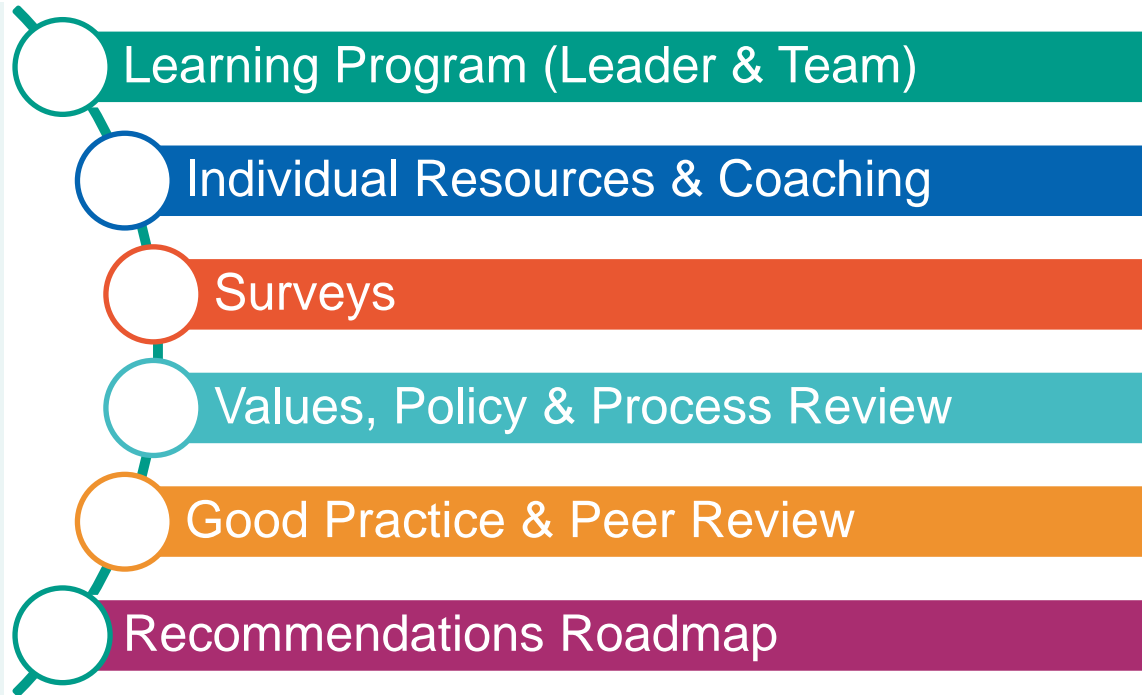 Learning Program (Leader & Team)
Individual Resources & Coaching
Surveys
Values, Policy & Process Review
Good Practice & Peer Review
Recommendations Roadmap